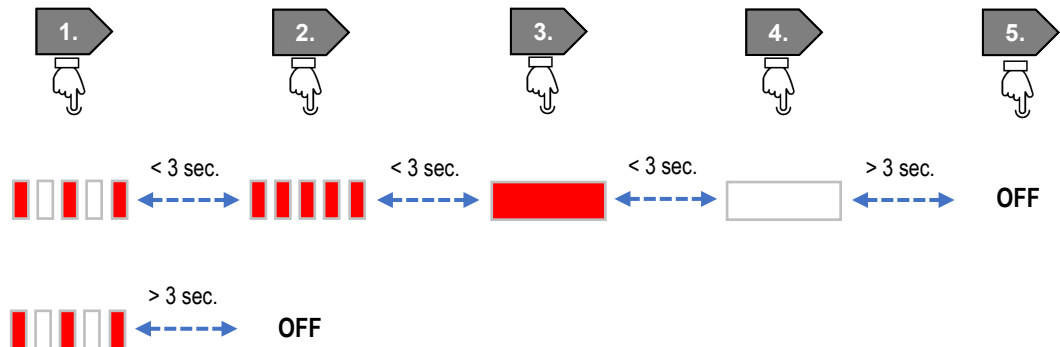 1. 2. 3. 4. 5.
< 3 sec. < 3 sec. < 3 sec. > 3 sec.
OFF
> 3 sec.
OFF